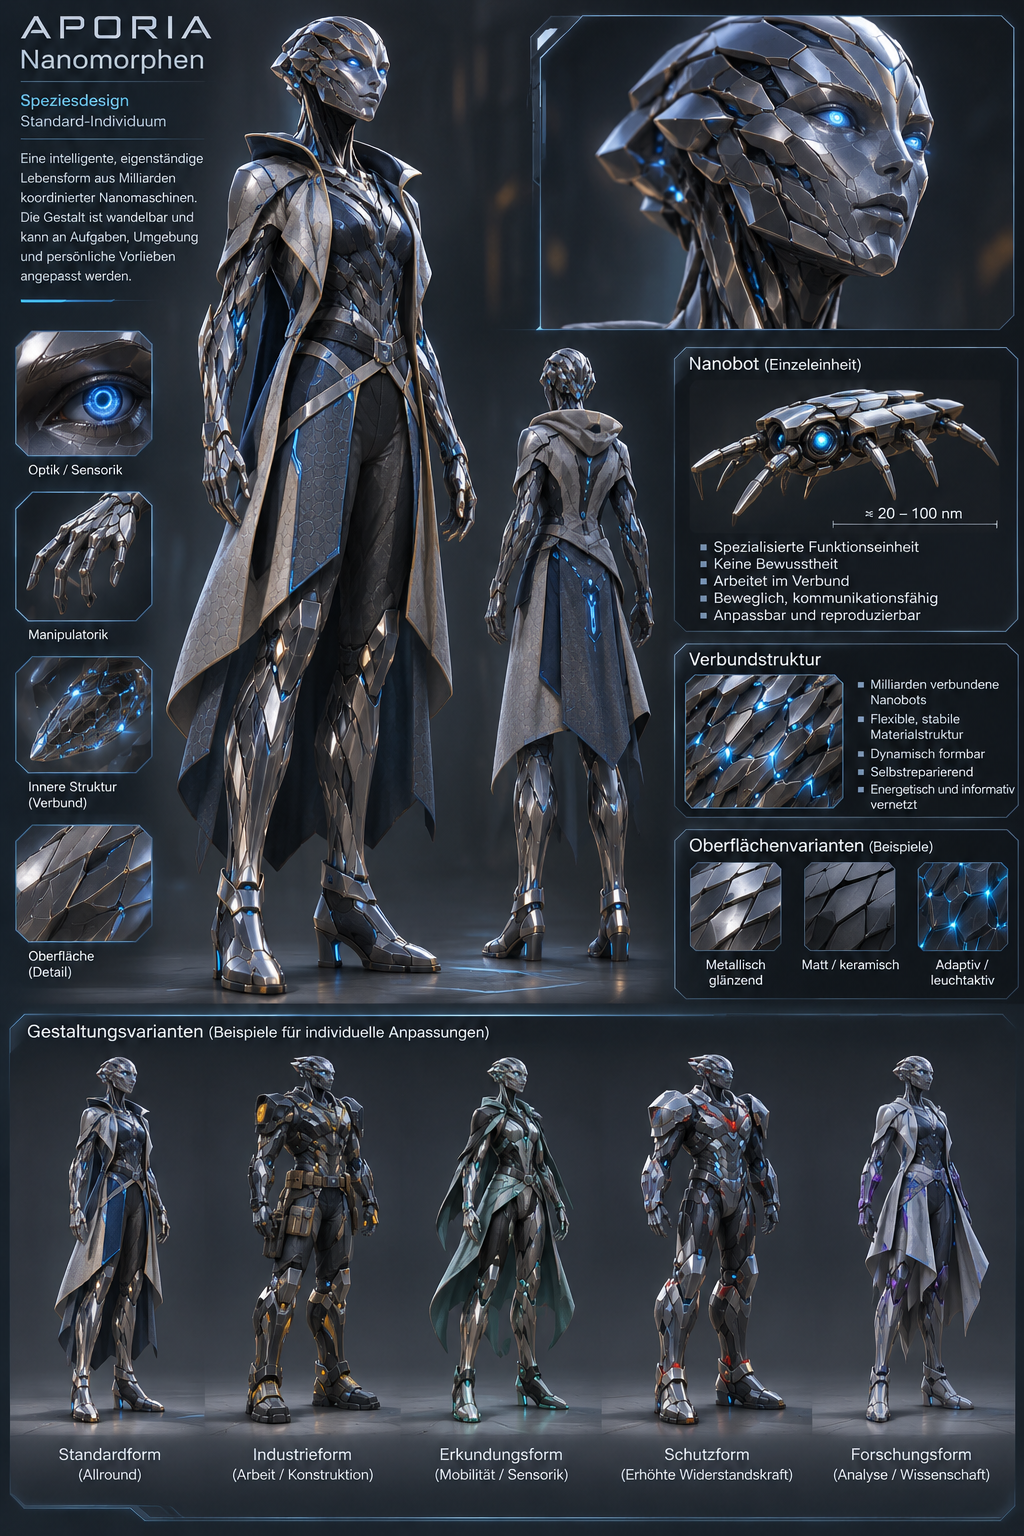 APORIA
Nanomorphen
Speziesdesign
Standard-Individuum
Eine intelligente, eigenständige
Lebensform aus Milliarden
koordinierter Nanomaschinen.
Die Gestalt ist wandelbar und
kann an Aufgaben, Umgebung
und persönliche Vorlieben
angepasst werden.
Optik / Sensorik
Manipulatorik
Innere Struktur
(Verbund)
Oberfläche
(Detail)
Nanobot (Einzeleinheit)
≈ 20 – 100 nm
Spezialisierte Funktionseinheit
Keine Bewusstheit
Arbeitet im Verbund
Beweglich, kommunikationsfähig
Anpassbar und reproduzierbar
Verbundstruktur
Milliarden verbundene
Nanobots
Flexible, stabile
Materialstruktur
Dynamisch formbar
Selbstreparierend
Energetisch und informativ
vernetzt
Oberflächenvarianten (Beispiele)
Metallisch
glänzend
Matt / keramisch
Adaptiv /
leuchtaktiv
Gestaltungsvarianten (Beispiele für individuelle Anpassungen)
Standardform
(Allround)
Industrieform
(Arbeit / Konstruktion)
Erkundungsform
(Mobilität / Sensorik)
Schutzform
(Erhöhte Widerstandskraft)
Forschungsform
(Analyse / Wissenschaft)